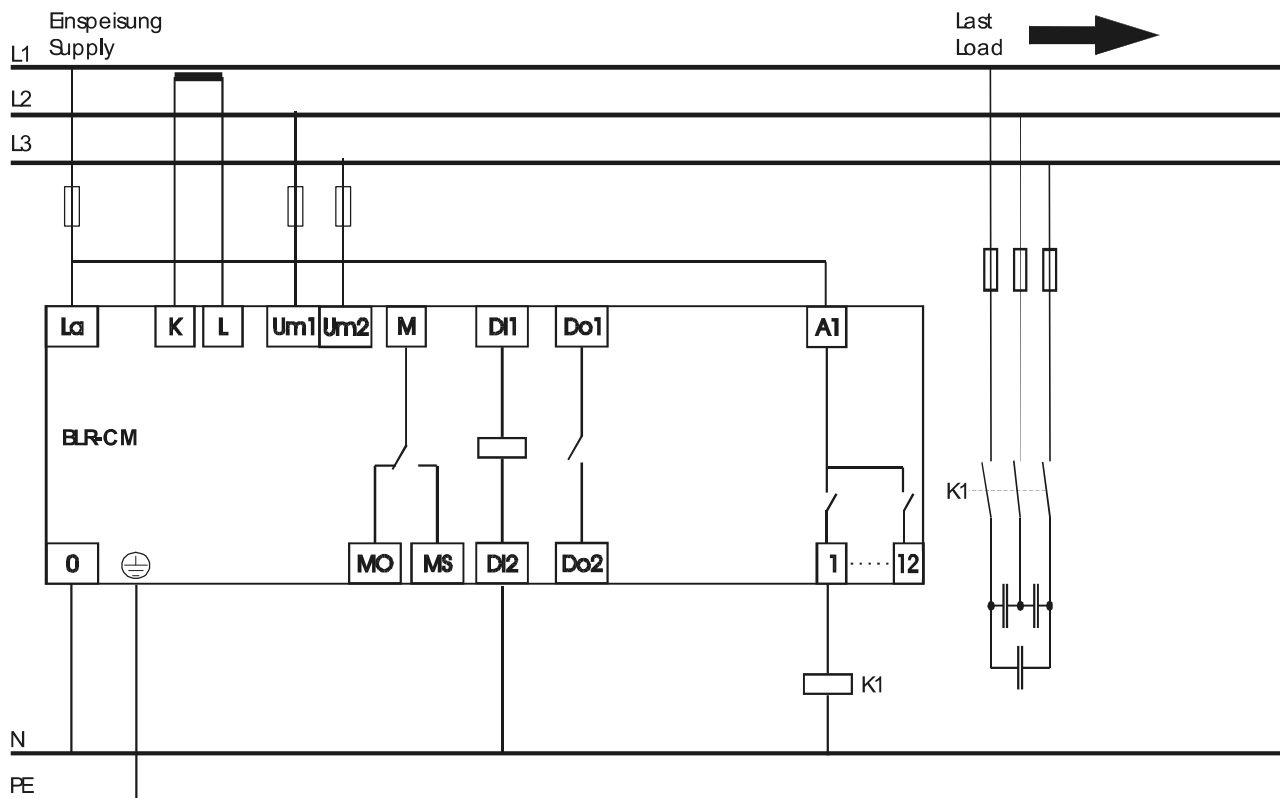 Einspeisung
Supply
Last
Load
L1
L2
L3
La
K
L
Um1
Um2
M
DI1
Do1
A1
BLR-CM
K1
0
MO
MS
DI2
Do2
1
12
K1
N
PE